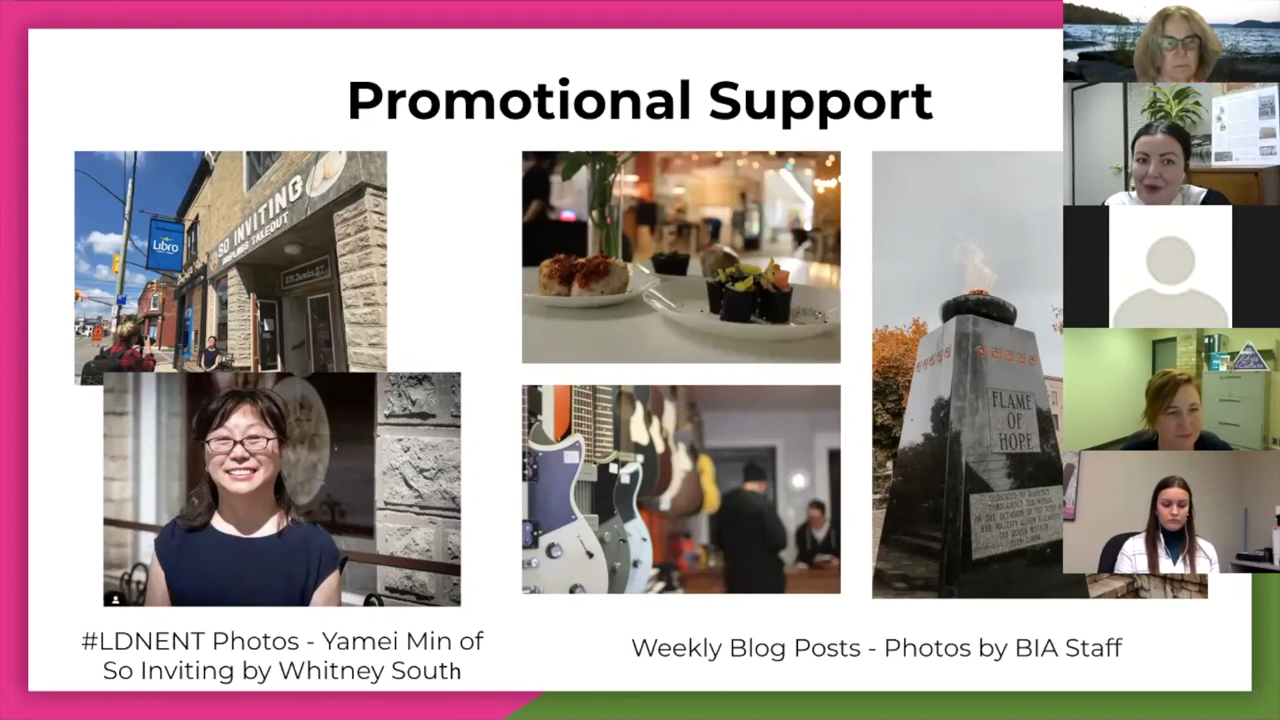 Promotional Support
SO INVITING
DUMPLINGS TAKEOUT
Libro
FLAME
OF
HOPE
#LDNENT Photos - Yamei Min of
So Inviting by Whitney South
Weekly Blog Posts - Photos by BIA Staff